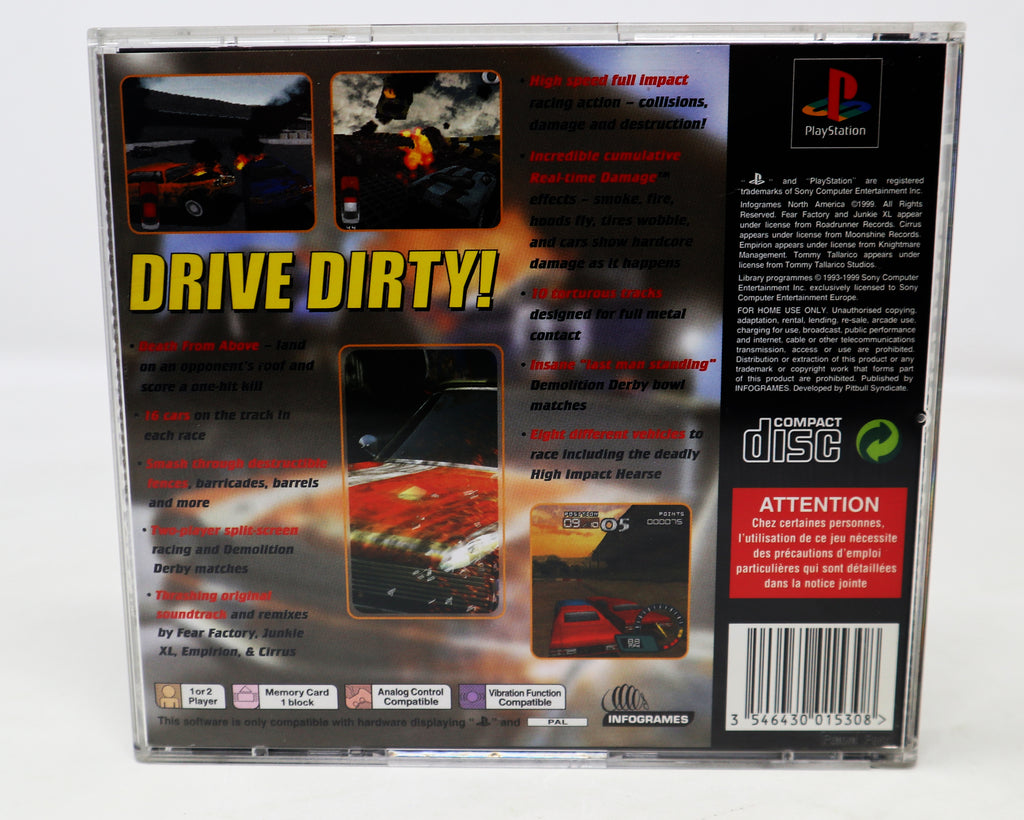 DRIVE DIRTY!
• Death From Above – land
on an opponent's roof and
score a one-hit kill
• 16 cars on the track in
each race
• Smash through destructible
fences, barricades, barrels
and more
• Two-player split-screen
racing and Demolition
Derby matches
• Thrashing original
soundtrack and remixes
by Fear Factory, Junkie
XL, Empirion, & Cirrus
• High speed full impact
racing action – collisions,
damage and destruction!
• Incredible cumulative
Real-time Damage™
effects – smoke, fire,
hoods fly, tires wobble,
and cars show hardcore
damage as it happens
• 18 torturous tracks
designed for full metal
contact
• Insane "last man standing"
Demolition Derby bowl
matches
• Eight different vehicles to
race including the deadly
High Impact Hearse
POSITION
09
POINTS
000075
1 or 2
Player
Memory Card
1 block
Analog Control
Compatible
Vibration Function
Compatible
INFOGRAMES
This software is only compatible with hardware displaying " " and PAL
PlayStation
" " and "PlayStation" are registered
trademarks of Sony Computer Entertainment Inc.
Infogrames North America ©1999. All Rights
Reserved. Fear Factory and Junkie XL appear
under license from Roadrunner Records. Cirrus
appears under license from Moonshine Records.
Empirion appears under license from Knightmare
Management. Tommy Tallarico appears under
license from Tommy Tallarico Studios.
Library programmes © 1993-1999 Sony Computer
Entertainment Inc. exclusively licensed to Sony
Computer Entertainment Europe.
FOR HOME USE ONLY. Unauthorised copying,
adaptation, rental, lending, re-sale, arcade use,
charging for use, broadcast, public performance
and internet, cable or other telecommunications
transmission, access or use are prohibited.
Distribution or extraction of this product or any
trademark or copyright work that forms part
of this product are prohibited. Published by
INFOGRAMES. Developed by Pitbull Syndicate.
COMPACT
disc
ATTENTION
Chez certaines personnes,
l'utilisation de ce jeu nécessite
des précautions d'emploi
particulières qui sont détaillées
dans la notice jointe
3 546430 015308 >